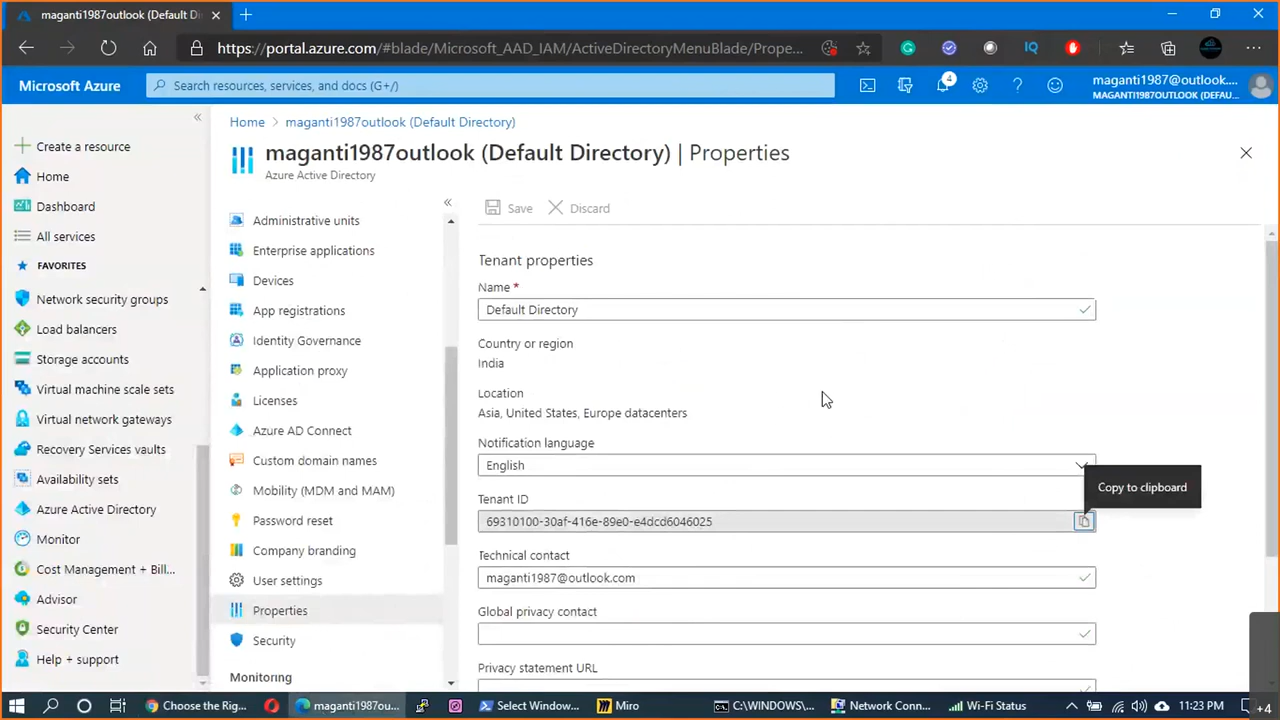 maganti1987outlook (Default Di
https://portal.azure.com/#blade/Microsoft_AAD_IAM/ActiveDirectoryMenuBlade/Prope...
IQ
Microsoft Azure
Search resources, services, and docs (G+/)
4
maganti1987@outlook....
MAGANTI1987OUTLOOK (DEFAU...
Create a resource
Home
Dashboard
All services
FAVORITES
Network security groups
Load balancers
Storage accounts
Virtual machine scale sets
Virtual network gateways
Recovery Services vaults
Availability sets
Azure Active Directory
Monitor
Cost Management + Bill...
Advisor
Security Center
Help + support
Home > maganti1987outlook (Default Directory)
maganti1987outlook (Default Directory) | Properties
Azure Active Directory
Administrative units
Enterprise applications
Devices
App registrations
Identity Governance
Application proxy
Licenses
Azure AD Connect
Custom domain names
Mobility (MDM and MAM)
Password reset
Company branding
User settings
Properties
Security
Monitoring
Save Discard
Tenant properties
Name *
Default Directory
Country or region
India
Location
Asia, United States, Europe datacenters
Notification language
English
Copy to clipboard
Tenant ID
69310100-30af-416e-89e0-e4dcd6046025
Technical contact
maganti1987@outlook.com
Global privacy contact
Privacy statement URL
Choose the Rig... maganti1987ou... Select Window... Miro C:\WINDOWS\... Network Conn... Wi-Fi Status 11:23 PM +4